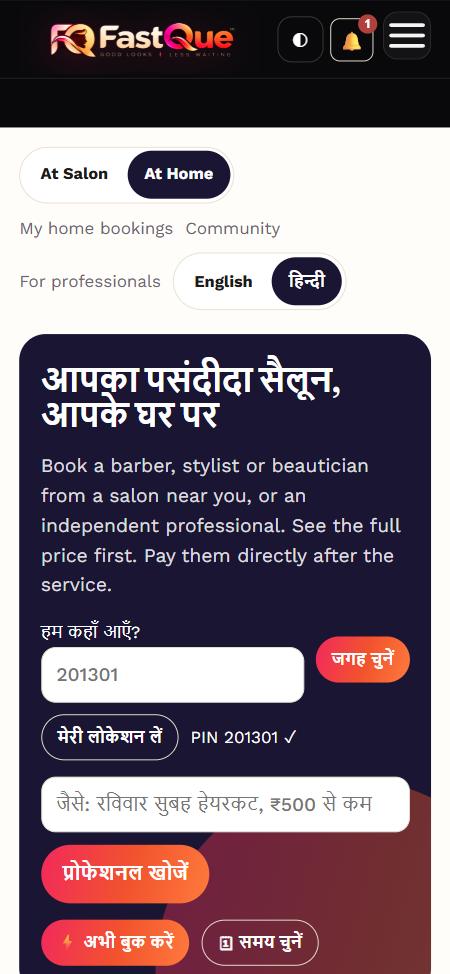 FastQue
GOOD LOOKS | LESS WAITING
1
At Salon At Home
My home bookings Community
For professionals English हिन्दी
आपका पसंदीदा सैलून,
आपके घर पर
Book a barber, stylist or beautician
from a salon near you, or an
independent professional. See the full
price first. Pay them directly after the
service.
हम कहाँ आएँ?
201301 जगह चुनें
मेरी लोकेशन लें PIN 201301 ✓
जैसे: रविवार सुबह हेयरकट, ₹500 से कम
प्रोफेशनल खोजें
अभी बुक करें समय चुनें